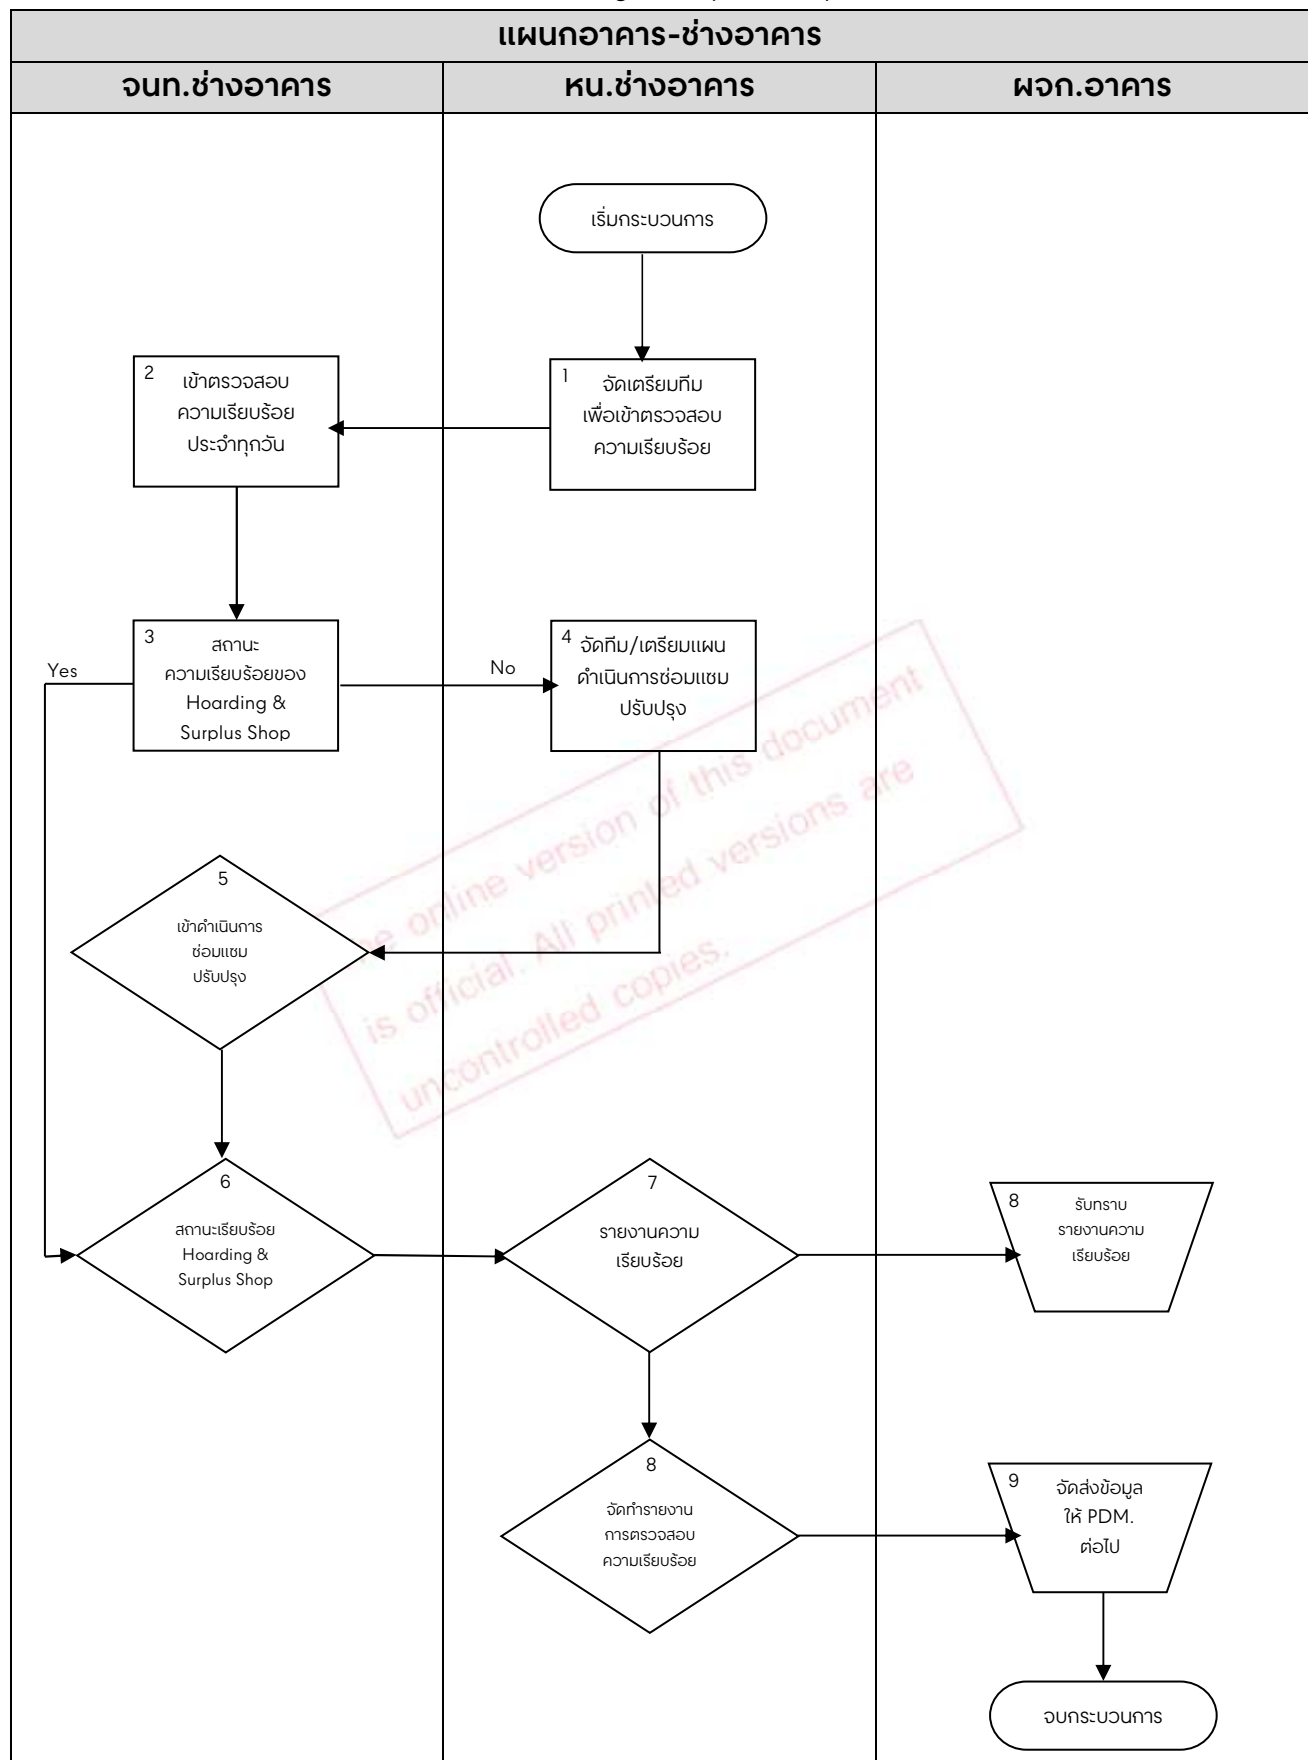 แผนกอาคาร-ช่างอาคาร
จนท.ช่างอาคาร
หน.ช่างอาคาร
ผจก.อาคาร
เริ่มกระบวนการ
1
จัดเตรียมทีม
เพื่อเข้าตรวจสอบ
ความเรียบร้อย
2
เข้าตรวจสอบ
ความเรียบร้อย
ประจำทุกวัน
3
สถานะ
ความเรียบร้อยของ
Hoarding &
Surplus Shop
Yes
No
4
จัดทีม/เตรียมแผน
ดำเนินการซ่อมแซม
ปรับปรุง
5
เข้าดำเนินการ
ซ่อมแซม
ปรับปรุง
online version of this document
is official. All printed versions are
uncontrolled copies.
6
สถานะเรียบร้อย
Hoarding &
Surplus Shop
7
รายงานความ
เรียบร้อย
8
รับทราบ
รายงานความ
เรียบร้อย
8
จัดทำรายงาน
การตรวจสอบ
ความเรียบร้อย
9
จัดส่งข้อมูล
ให้ PDM.
ต่อไป
จบกระบวนการ